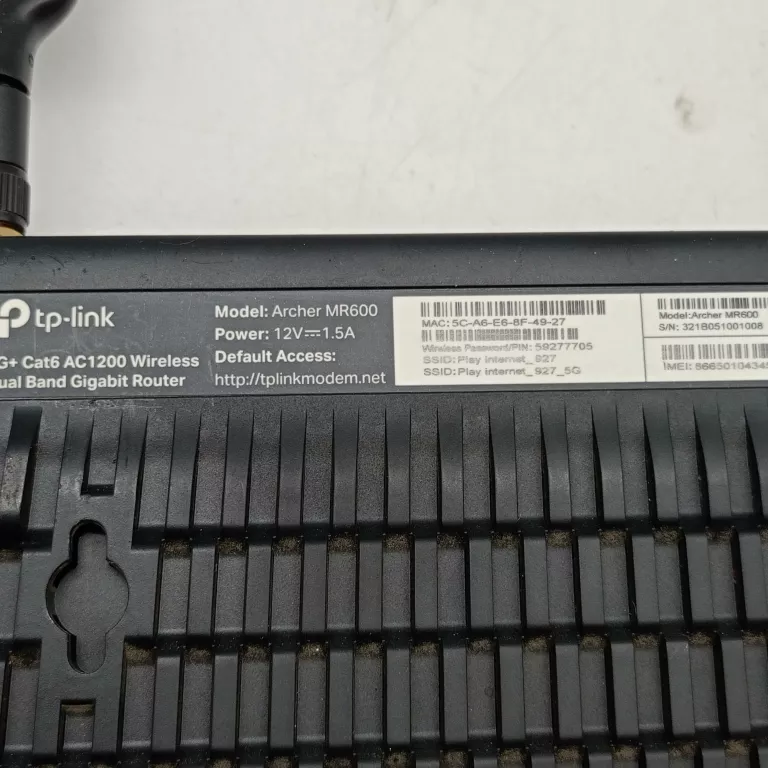 tp-link
G+ Cat6 AC1200 Wireless
ual Band Gigabit Router
Model: Archer MR600
Power: 12V⎓1.5A
Default Access:
http://tplinkmodem.net
MAC: 5C-A6-E6-8F-49-27
Wireless Password/PIN: 59277705
SSID: Play internet_927
SSID: Play internet_927_5G
Model:Archer MR600
S/N: 321B051001008
IMEI: